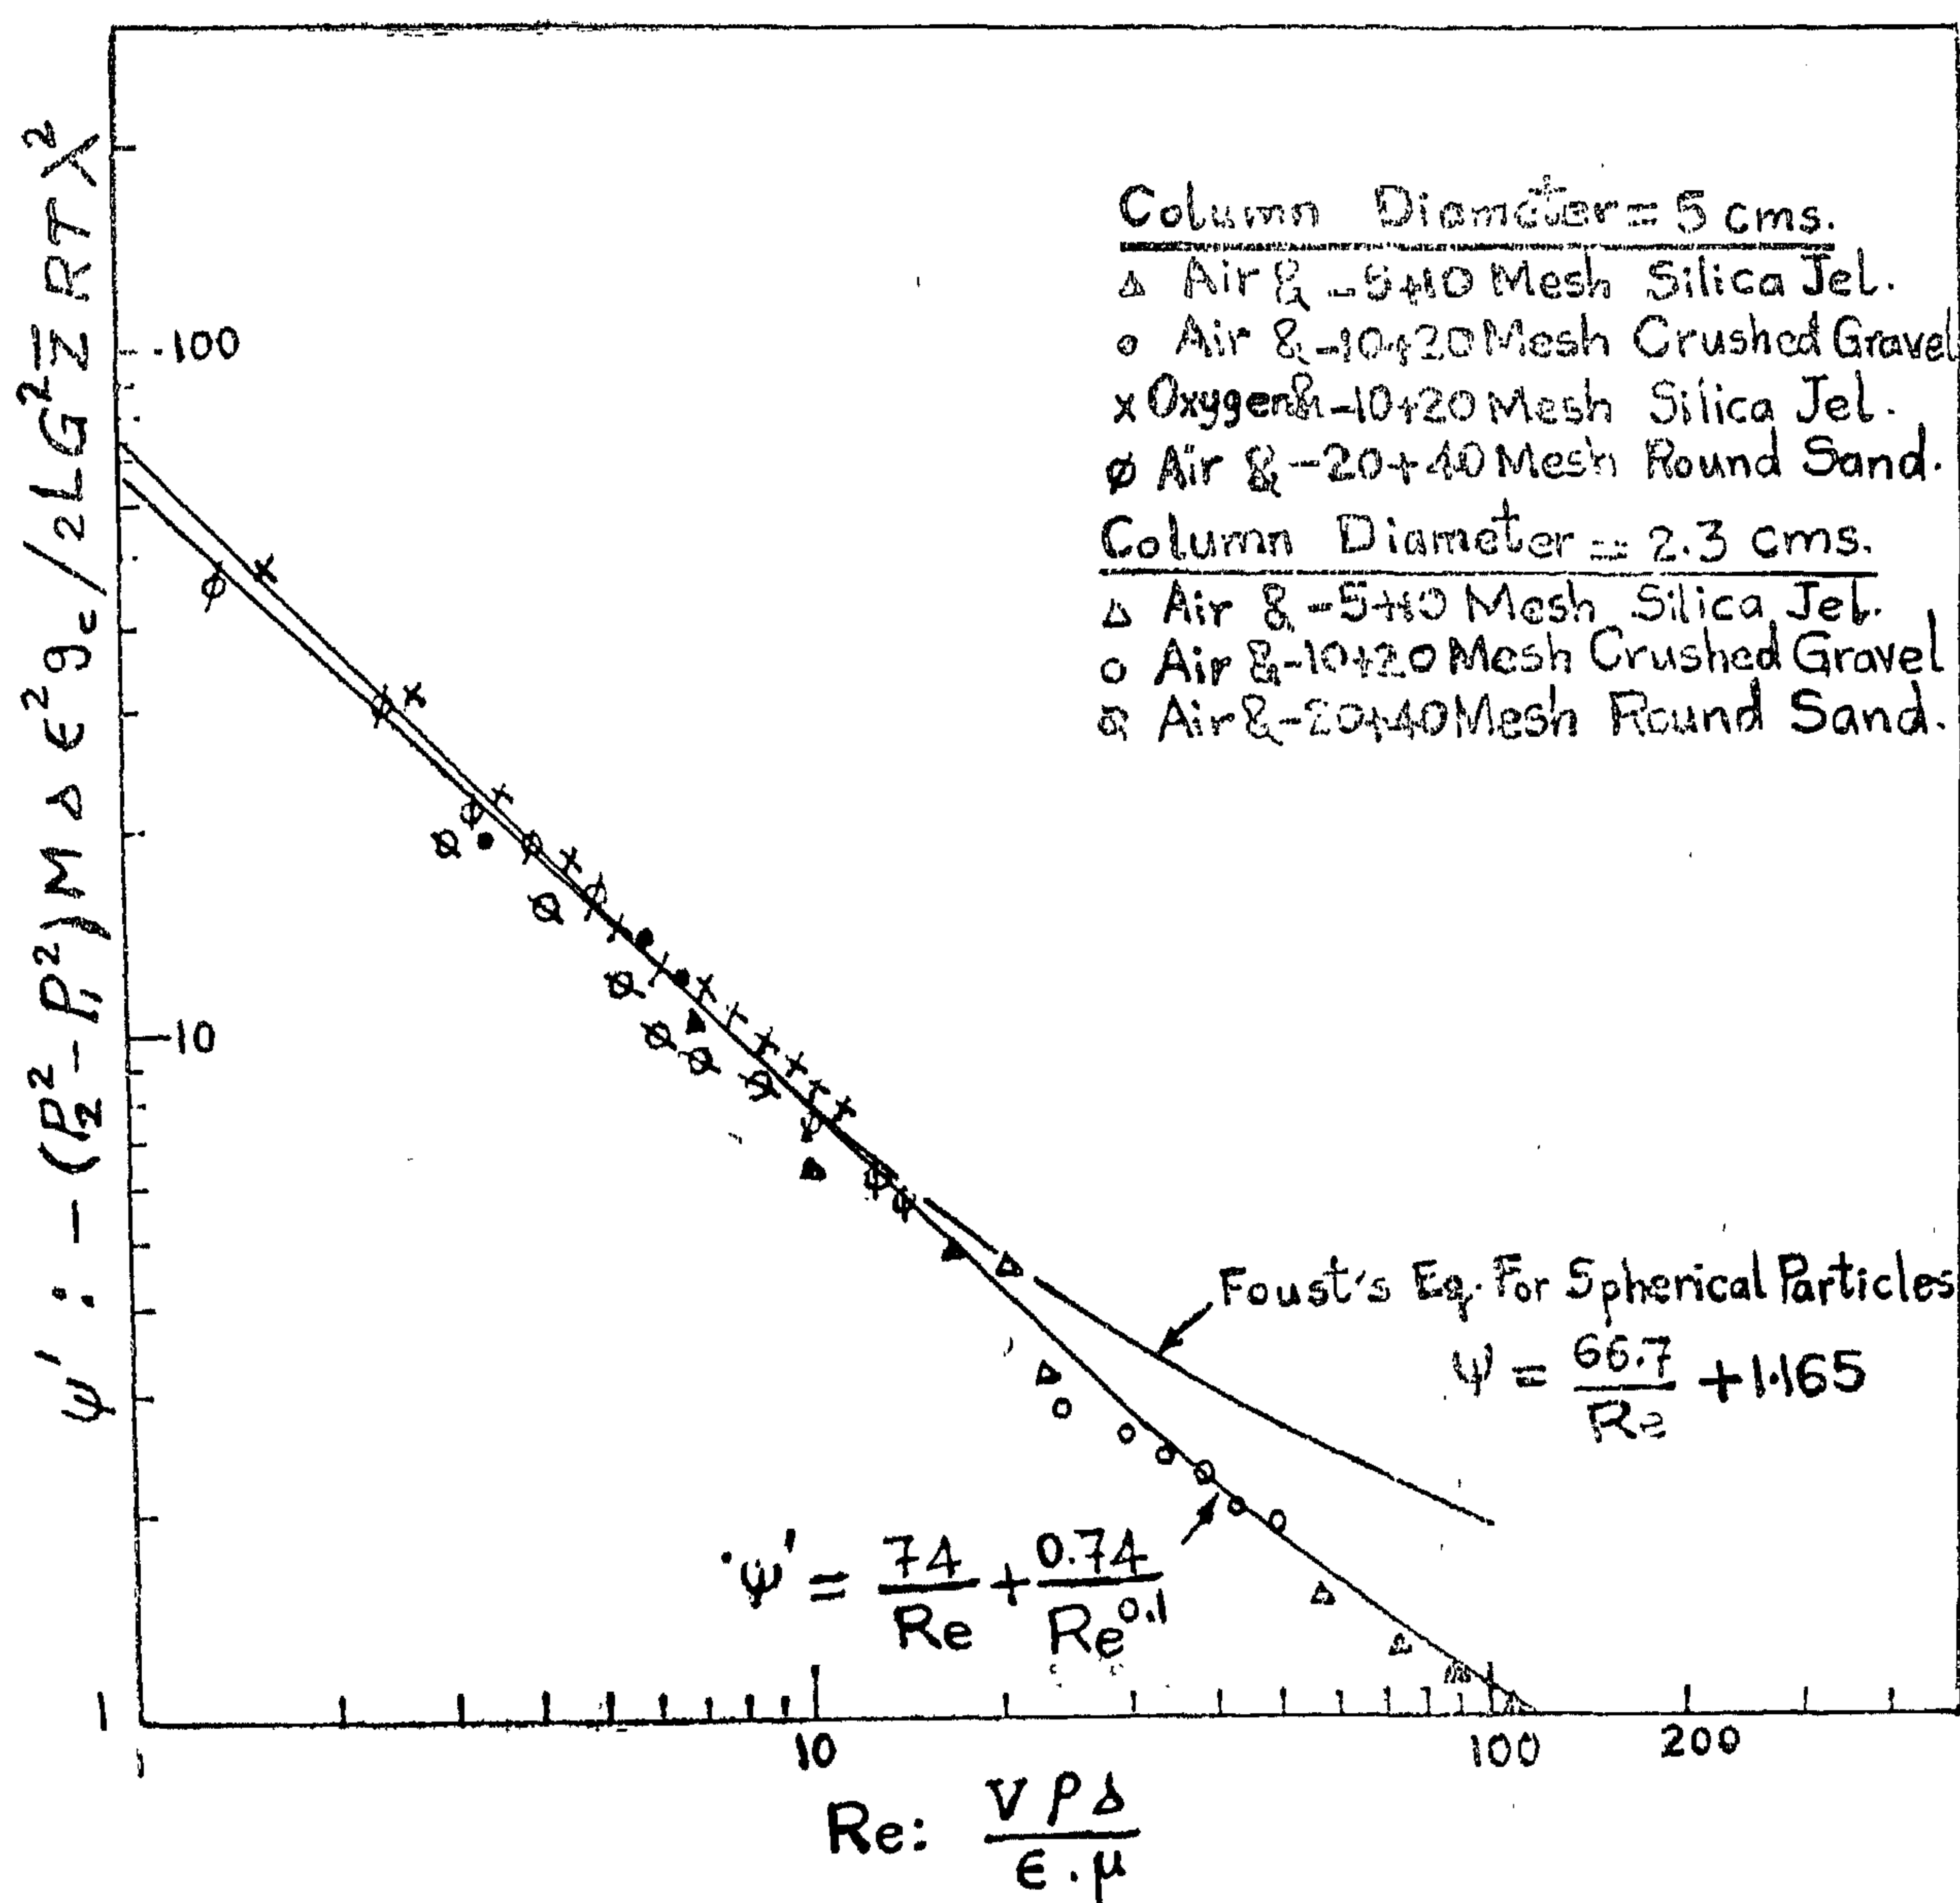 ψ' : - (P₂² - P₁²) M Δ ε² g_c / 2 L G² Z̄ R T λ²
100
10
1
Column Diameter = 5 cms.
Δ Air & -5+10 Mesh Silica Jel.
o Air & -10+20 Mesh Crushed Gravel
x Oxygen & -10+20 Mesh Silica Jel.
ø Air & -20+40 Mesh Round Sand.
Column Diameter = 2.3 cms.
Δ Air & -5+10 Mesh Silica Jel.
o Air & -10+20 Mesh Crushed Gravel
Air & -20+40 Mesh Round Sand.
Foust's Eq. For Spherical Particles
ψ = 66.7/Re + 1.165
ψ' = 74/Re + 0.74/Re^0.1
1
10
100
200
Re: VρΔ/ε.μ